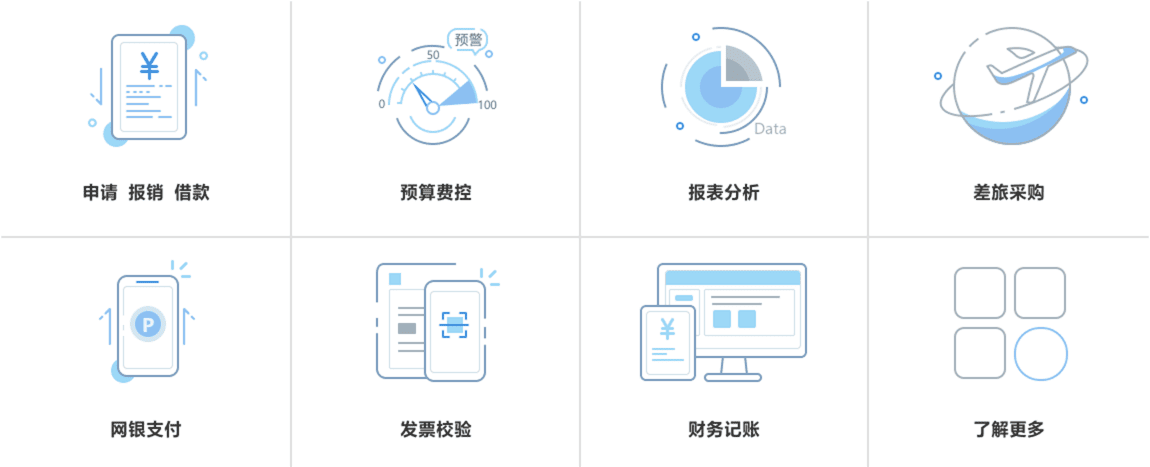 ¥
预警
50
0
100
Data
申请 报销 借款
预算费控
报表分析
差旅采购
P
¥
网银支付
发票校验
财务记账
了解更多